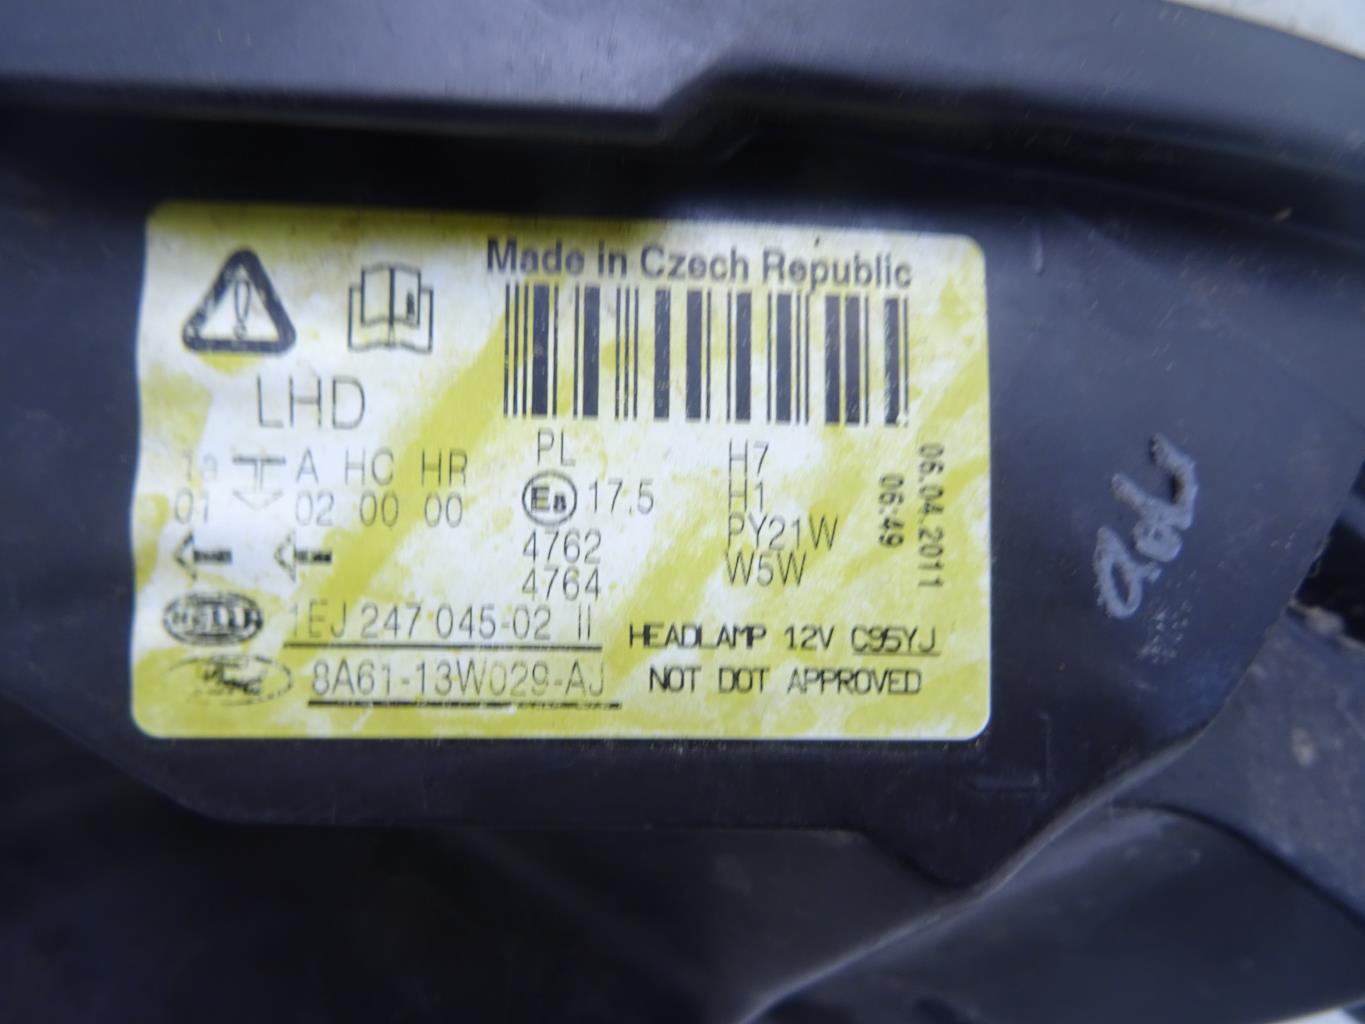 Made in Czech Republic
LHD
A HC HR
01 02 00 00
PL
E8 17.5
4762
4764
H7
H1
PY21W
W5W
06.04.2011
06:49
HELLA
1EJ 247 045-02 II
HEADLAMP 12V C95YJ
Ford
8A61-13W029-AJ
NOT DOT APPROVED